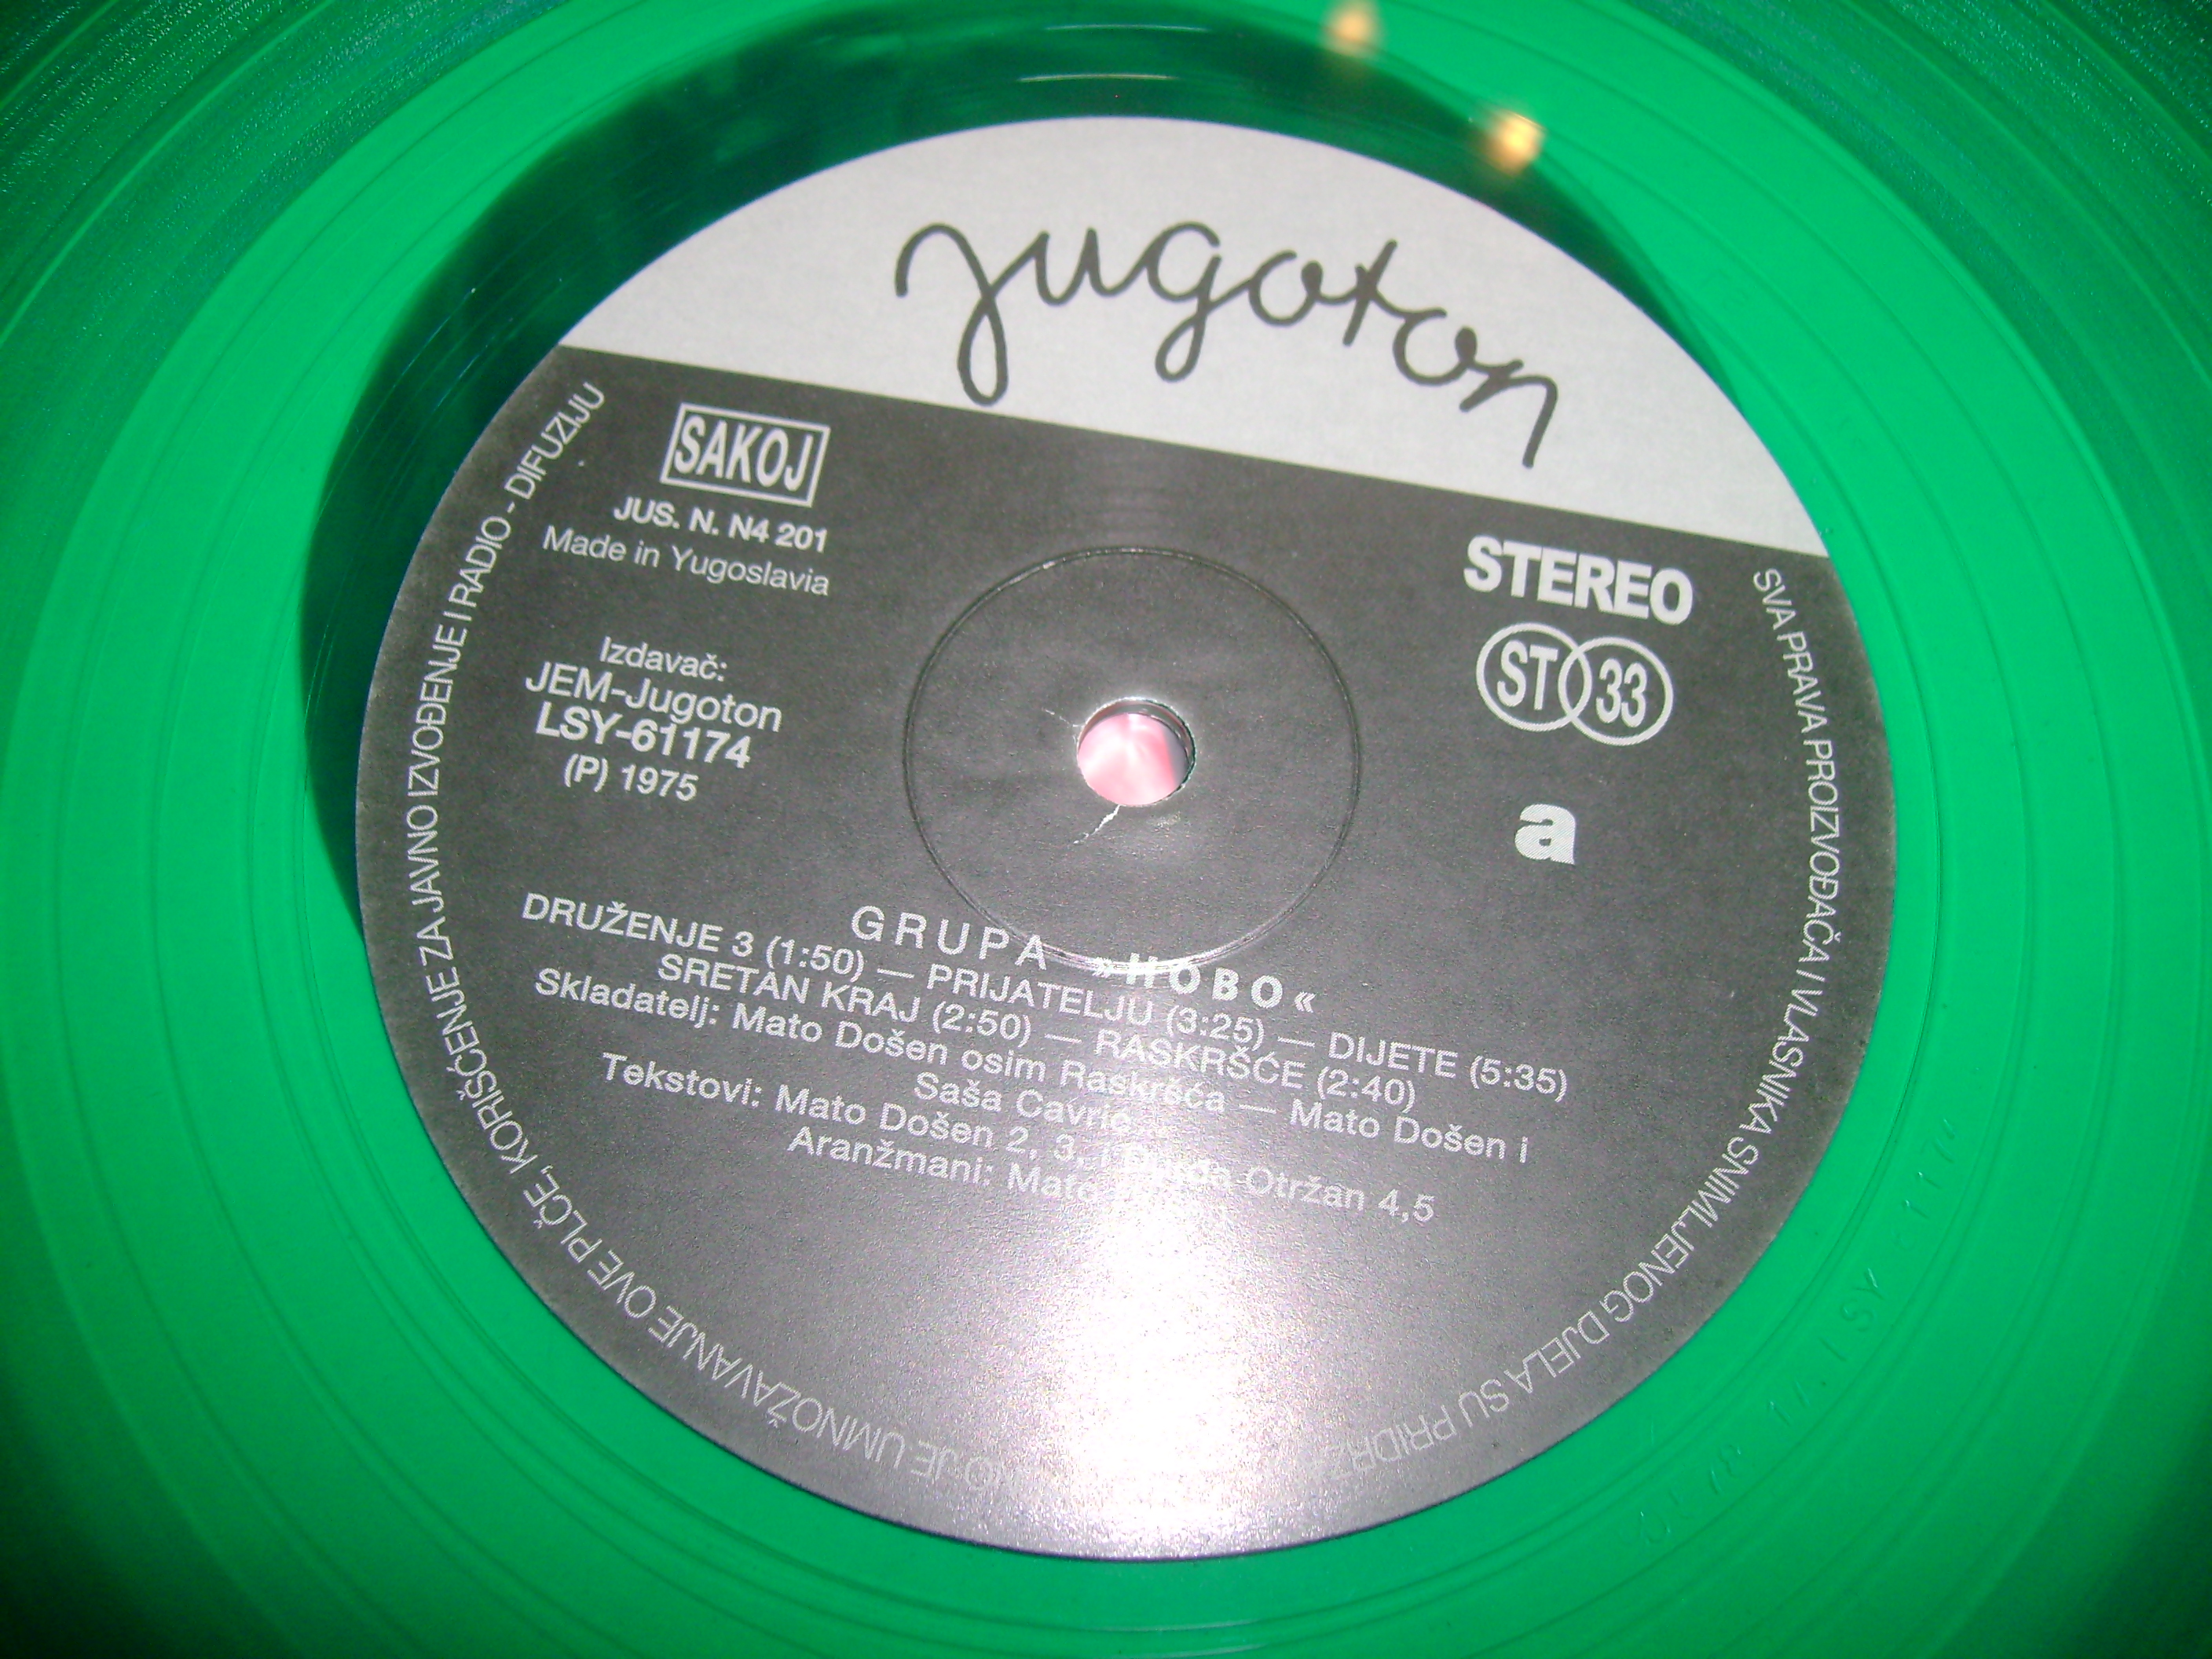 jugoton
SAKOJ
JUS. N. N4 201
Made in Yugoslavia
Izdavač:
JEM-Jugoton
LSY-61174
(P) 1975
STEREO
ST 33
a
GRUPA »HOBO«
DRUŽENJE 3 (1:50) — PRIJATELJU (3:25) — DIJETE (5:35)
SRETAN KRAJ (2:50) — RASKRŠĆE (2:40)
Skladatelj: Mato Došen osim Raskršća — Mato Došen i
Saša Cavrić
Tekstovi: Mato Došen 2, 3, i Otržan 4,5
Aranžmani: Mato
SVA PRAVA PROIZVOĐAČA I VLASNIKA SNIMLJENOG DJELA SU
JE UMNOŽAVANJE OVE PLČE, KORIŠĆENJE ZA JAVNO IZVOĐENJE I RADIO - DIFUZIJU